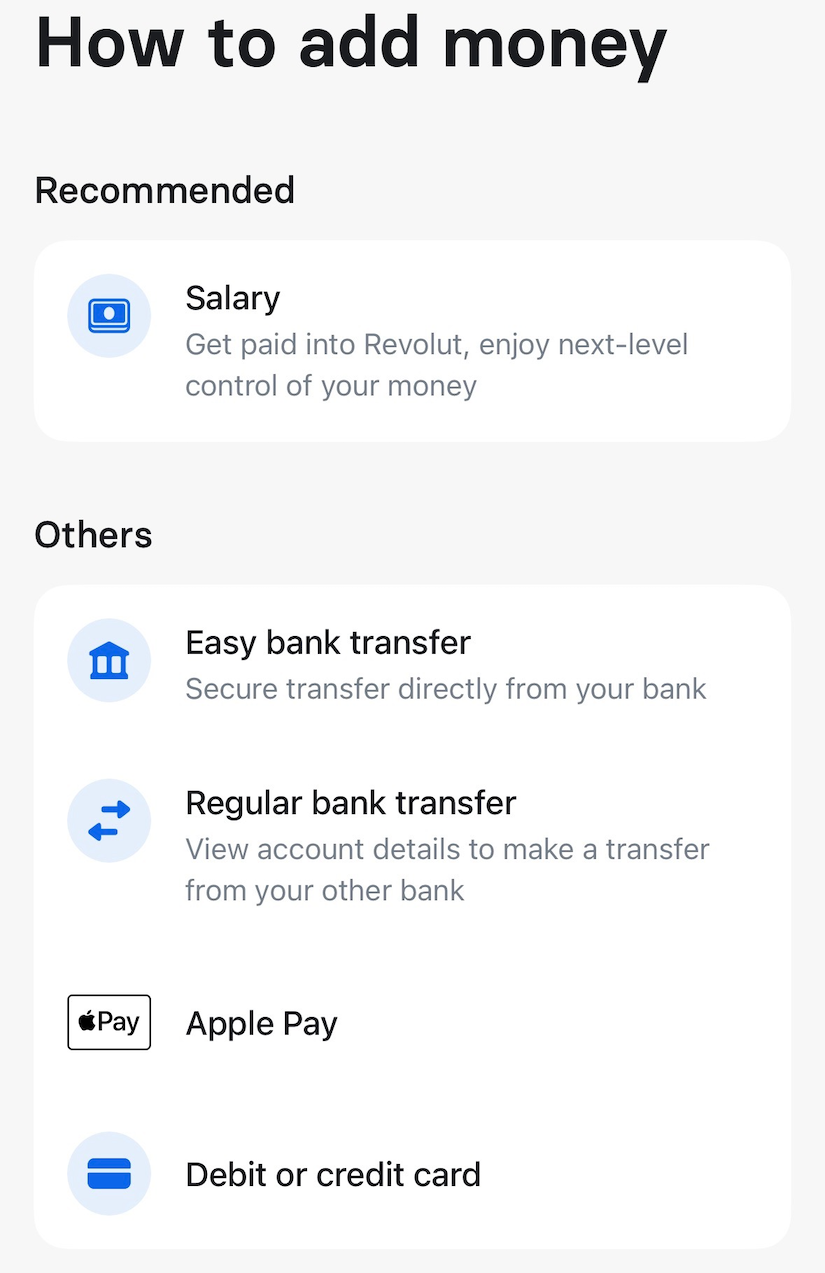 How to add money
Recommended
Salary
Get paid into Revolut, enjoy next-level
control of your money
Others
Easy bank transfer
Secure transfer directly from your bank
Regular bank transfer
View account details to make a transfer
from your other bank
Pay
Apple Pay
Debit or credit card